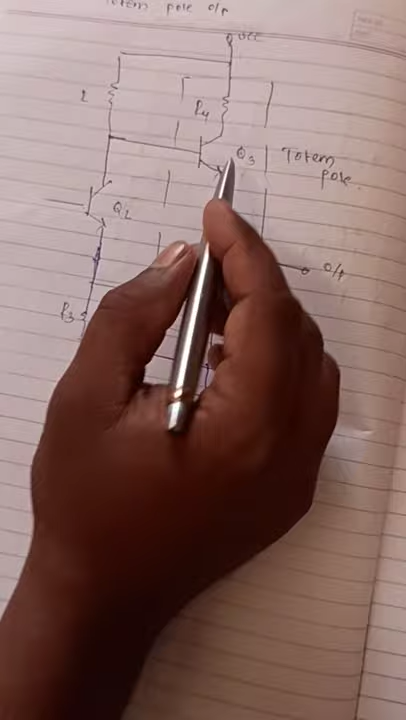 Totem pole o/p
VCC
R4
Q3
Totem
pole.
Q2
o/p
R3